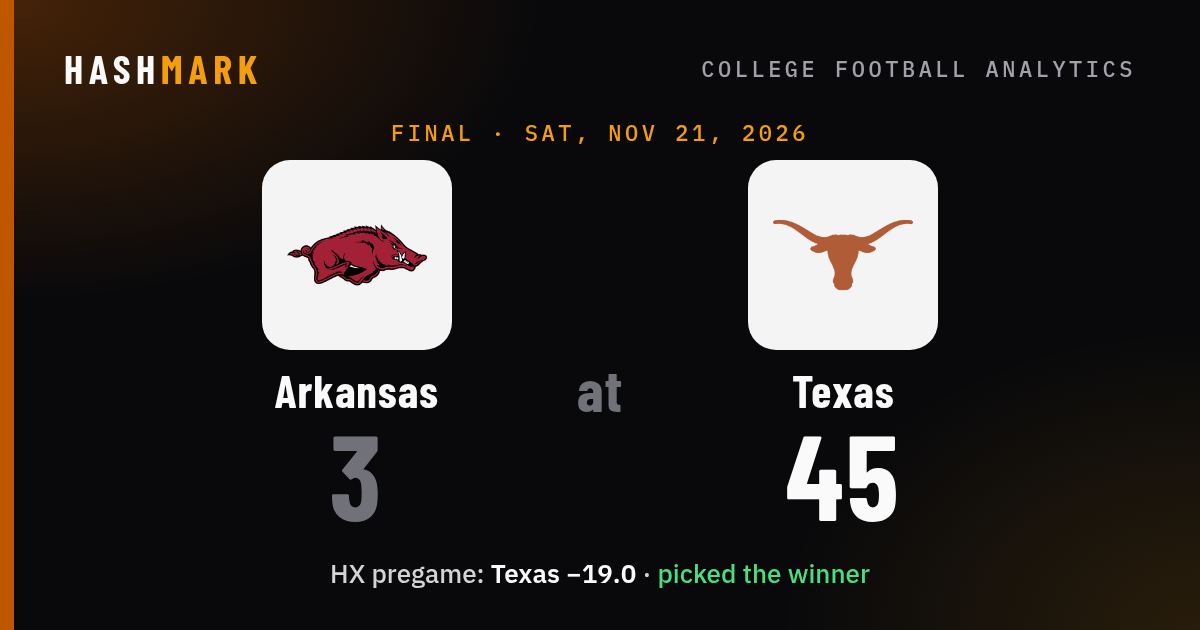 HASHMARK
COLLEGE FOOTBALL ANALYTICS
FINAL · SAT, NOV 21, 2026
Arkansas at Texas
3 45
HX pregame: Texas −19.0 · picked the winner